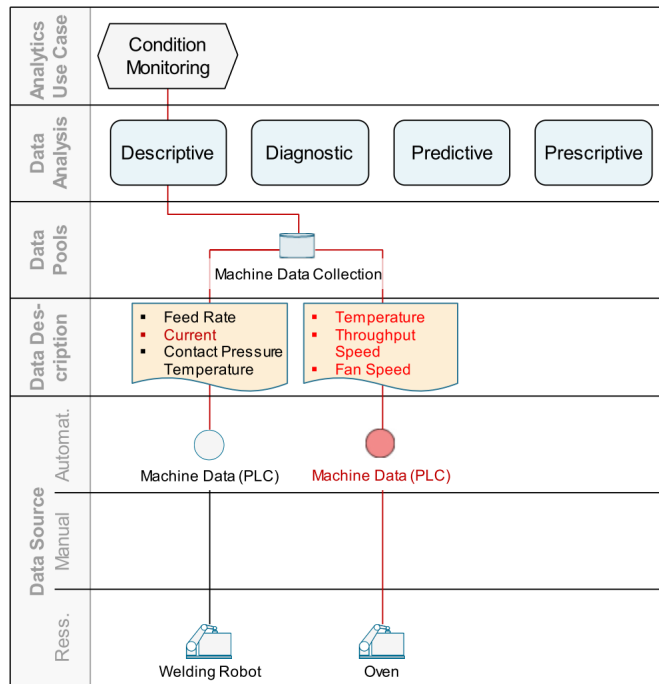 Analytics
Use Case
Condition
Monitoring
Data
Analysis
Descriptive
Diagnostic
Predictive
Prescriptive
Data
Pools
Machine Data Collection
Data Des-
cription
Feed Rate
Current
Contact Pressure
Temperature
Temperature
Throughput
Speed
Fan Speed
Data Source
Automat.
Machine Data (PLC)
Machine Data (PLC)
Manual
Ress.
Welding Robot
Oven